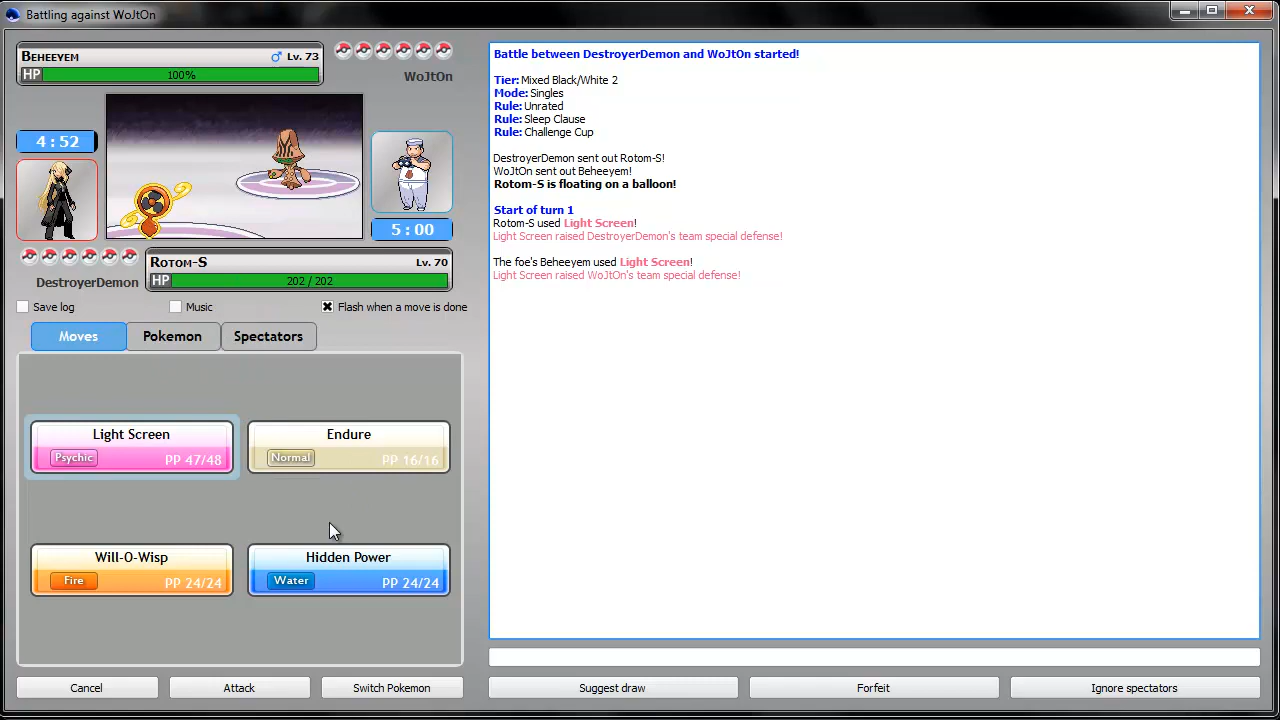 Battling against WoJtOn
BEHEEYEM ♂ Lv. 73
HP 100%
WoJtOn
4:52
5:00
ROTOM-S Lv. 70
HP 202 / 202
DestroyerDemon
Save log
Music
Flash when a move is done
Moves Pokemon Spectators
Light Screen
Psychic PP 47/48
Endure
Normal PP 16/16
Will-O-Wisp
Fire PP 24/24
Hidden Power
Water PP 24/24
Cancel Attack Switch Pokemon
Battle between DestroyerDemon and WoJtOn started!
Tier: Mixed Black/White 2
Mode: Singles
Rule: Unrated
Rule: Sleep Clause
Rule: Challenge Cup
DestroyerDemon sent out Rotom-S!
WoJtOn sent out Beheeyem!
Rotom-S is floating on a balloon!
Start of turn 1
Rotom-S used Light Screen!
Light Screen raised DestroyerDemon's team special defense!
The foe's Beheeyem used Light Screen!
Light Screen raised WoJtOn's team special defense!
Suggest draw Forfeit Ignore spectators